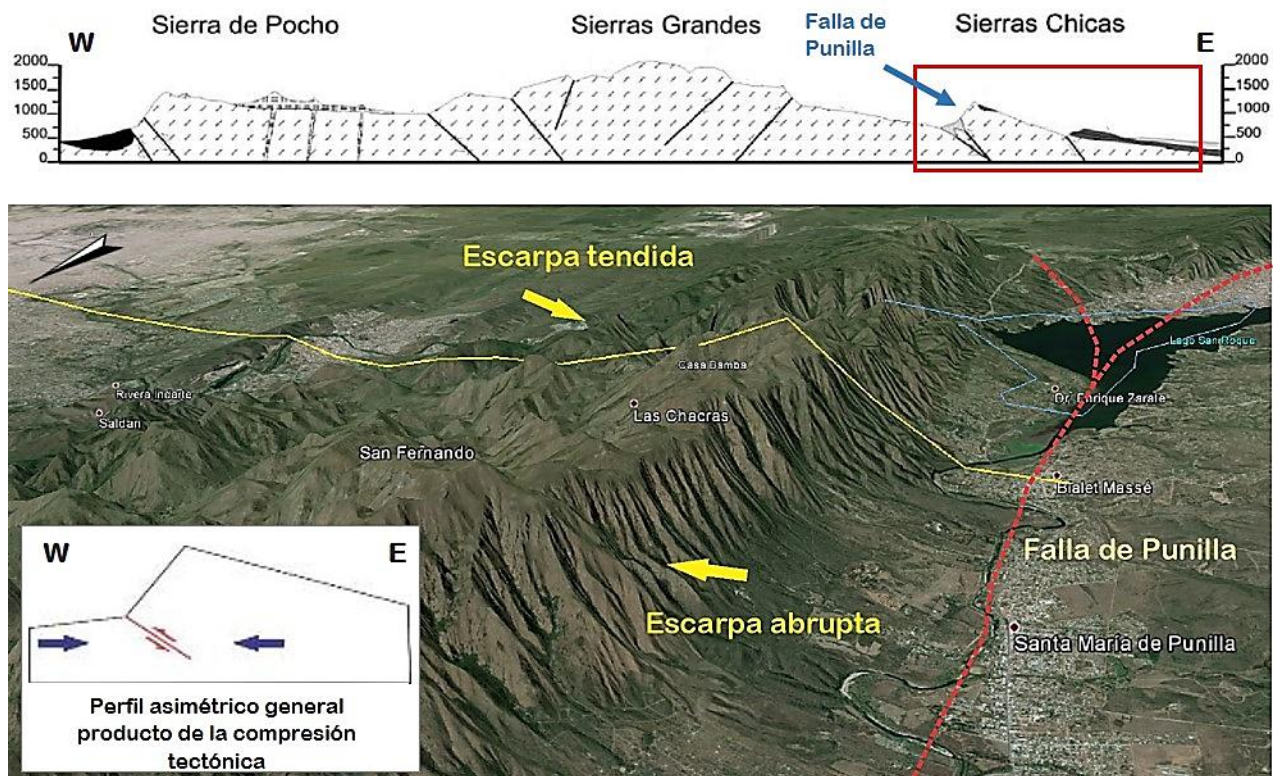 Sierra de Pocho
Sierras Grandes
Falla de
Punilla
Sierras Chicas
W
E
2000
1500
1000
500
0
2000
1500
1000
500
0
Escarpa tendida
Lago San Roque
Casa Bamba
Rivera Indarte
Saldan
Las Chacras
Dr. Enrique Zarate
San Fernando
Bialet Massé
Falla de Punilla
Escarpa abrupta
Santa María de Punilla
W
E
Perfil asimétrico general
producto de la compresión
tectónica